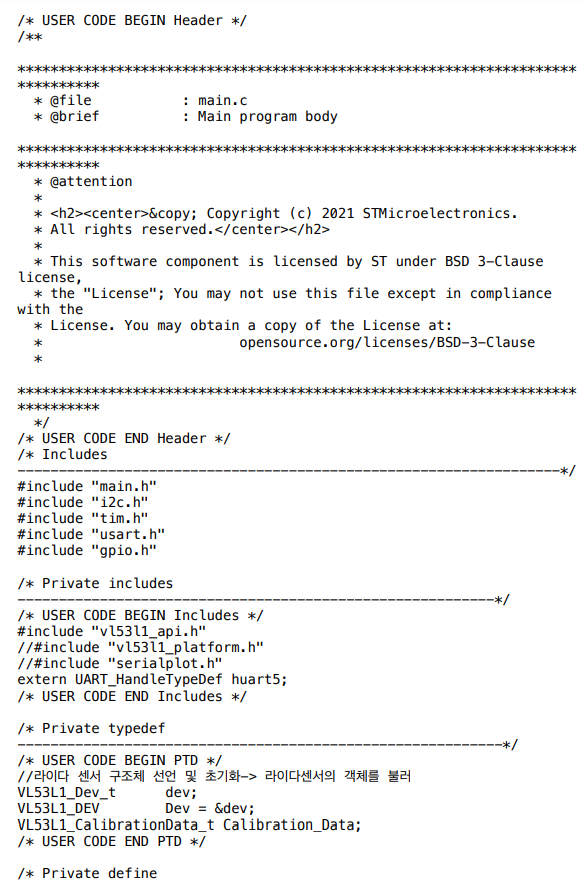 /* USER CODE BEGIN Header */
/**
********************************************************************
**********
* @file : main.c
* @brief : Main program body
********************************************************************
**********
* @attention
*
* <h2><center>&copy; Copyright (c) 2021 STMicroelectronics.
* All rights reserved.</center></h2>
*
* This software component is licensed by ST under BSD 3-Clause
license,
* the "License"; You may not use this file except in compliance
with the
* License. You may obtain a copy of the License at:
* opensource.org/licenses/BSD-3-Clause
*
********************************************************************
**********
*/
/* USER CODE END Header */
/* Includes
------------------------------------------------------------------*/
#include "main.h"
#include "i2c.h"
#include "tim.h"
#include "usart.h"
#include "gpio.h"
/* Private includes
----------------------------------------------------------*/
/* USER CODE BEGIN Includes */
#include "vl53l1_api.h"
//#include "vl53l1_platform.h"
//#include "serialplot.h"
extern UART_HandleTypeDef huart5;
/* USER CODE END Includes */
/* Private typedef
-----------------------------------------------------------*/
/* USER CODE BEGIN PTD */
//라이다 센서 구조체 선언 및 초기화-> 라이다센서의 객체를 불러
VL53L1_Dev_t dev;
VL53L1_DEV Dev = &dev;
VL53L1_CalibrationData_t Calibration_Data;
/* USER CODE END PTD */
/* Private define